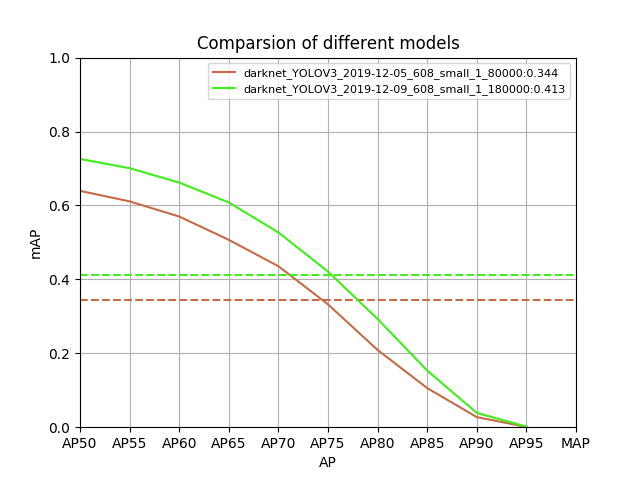 Comparsion of different models
darknet_YOLOV3_2019-12-05_608_small_1_80000:0.344
darknet_YOLOV3_2019-12-09_608_small_1_180000:0.413
1.0
0.8
0.6
0.4
0.2
0.0
mAP
AP50 AP55 AP60 AP65 AP70 AP75 AP80 AP85 AP90 AP95 MAP
AP